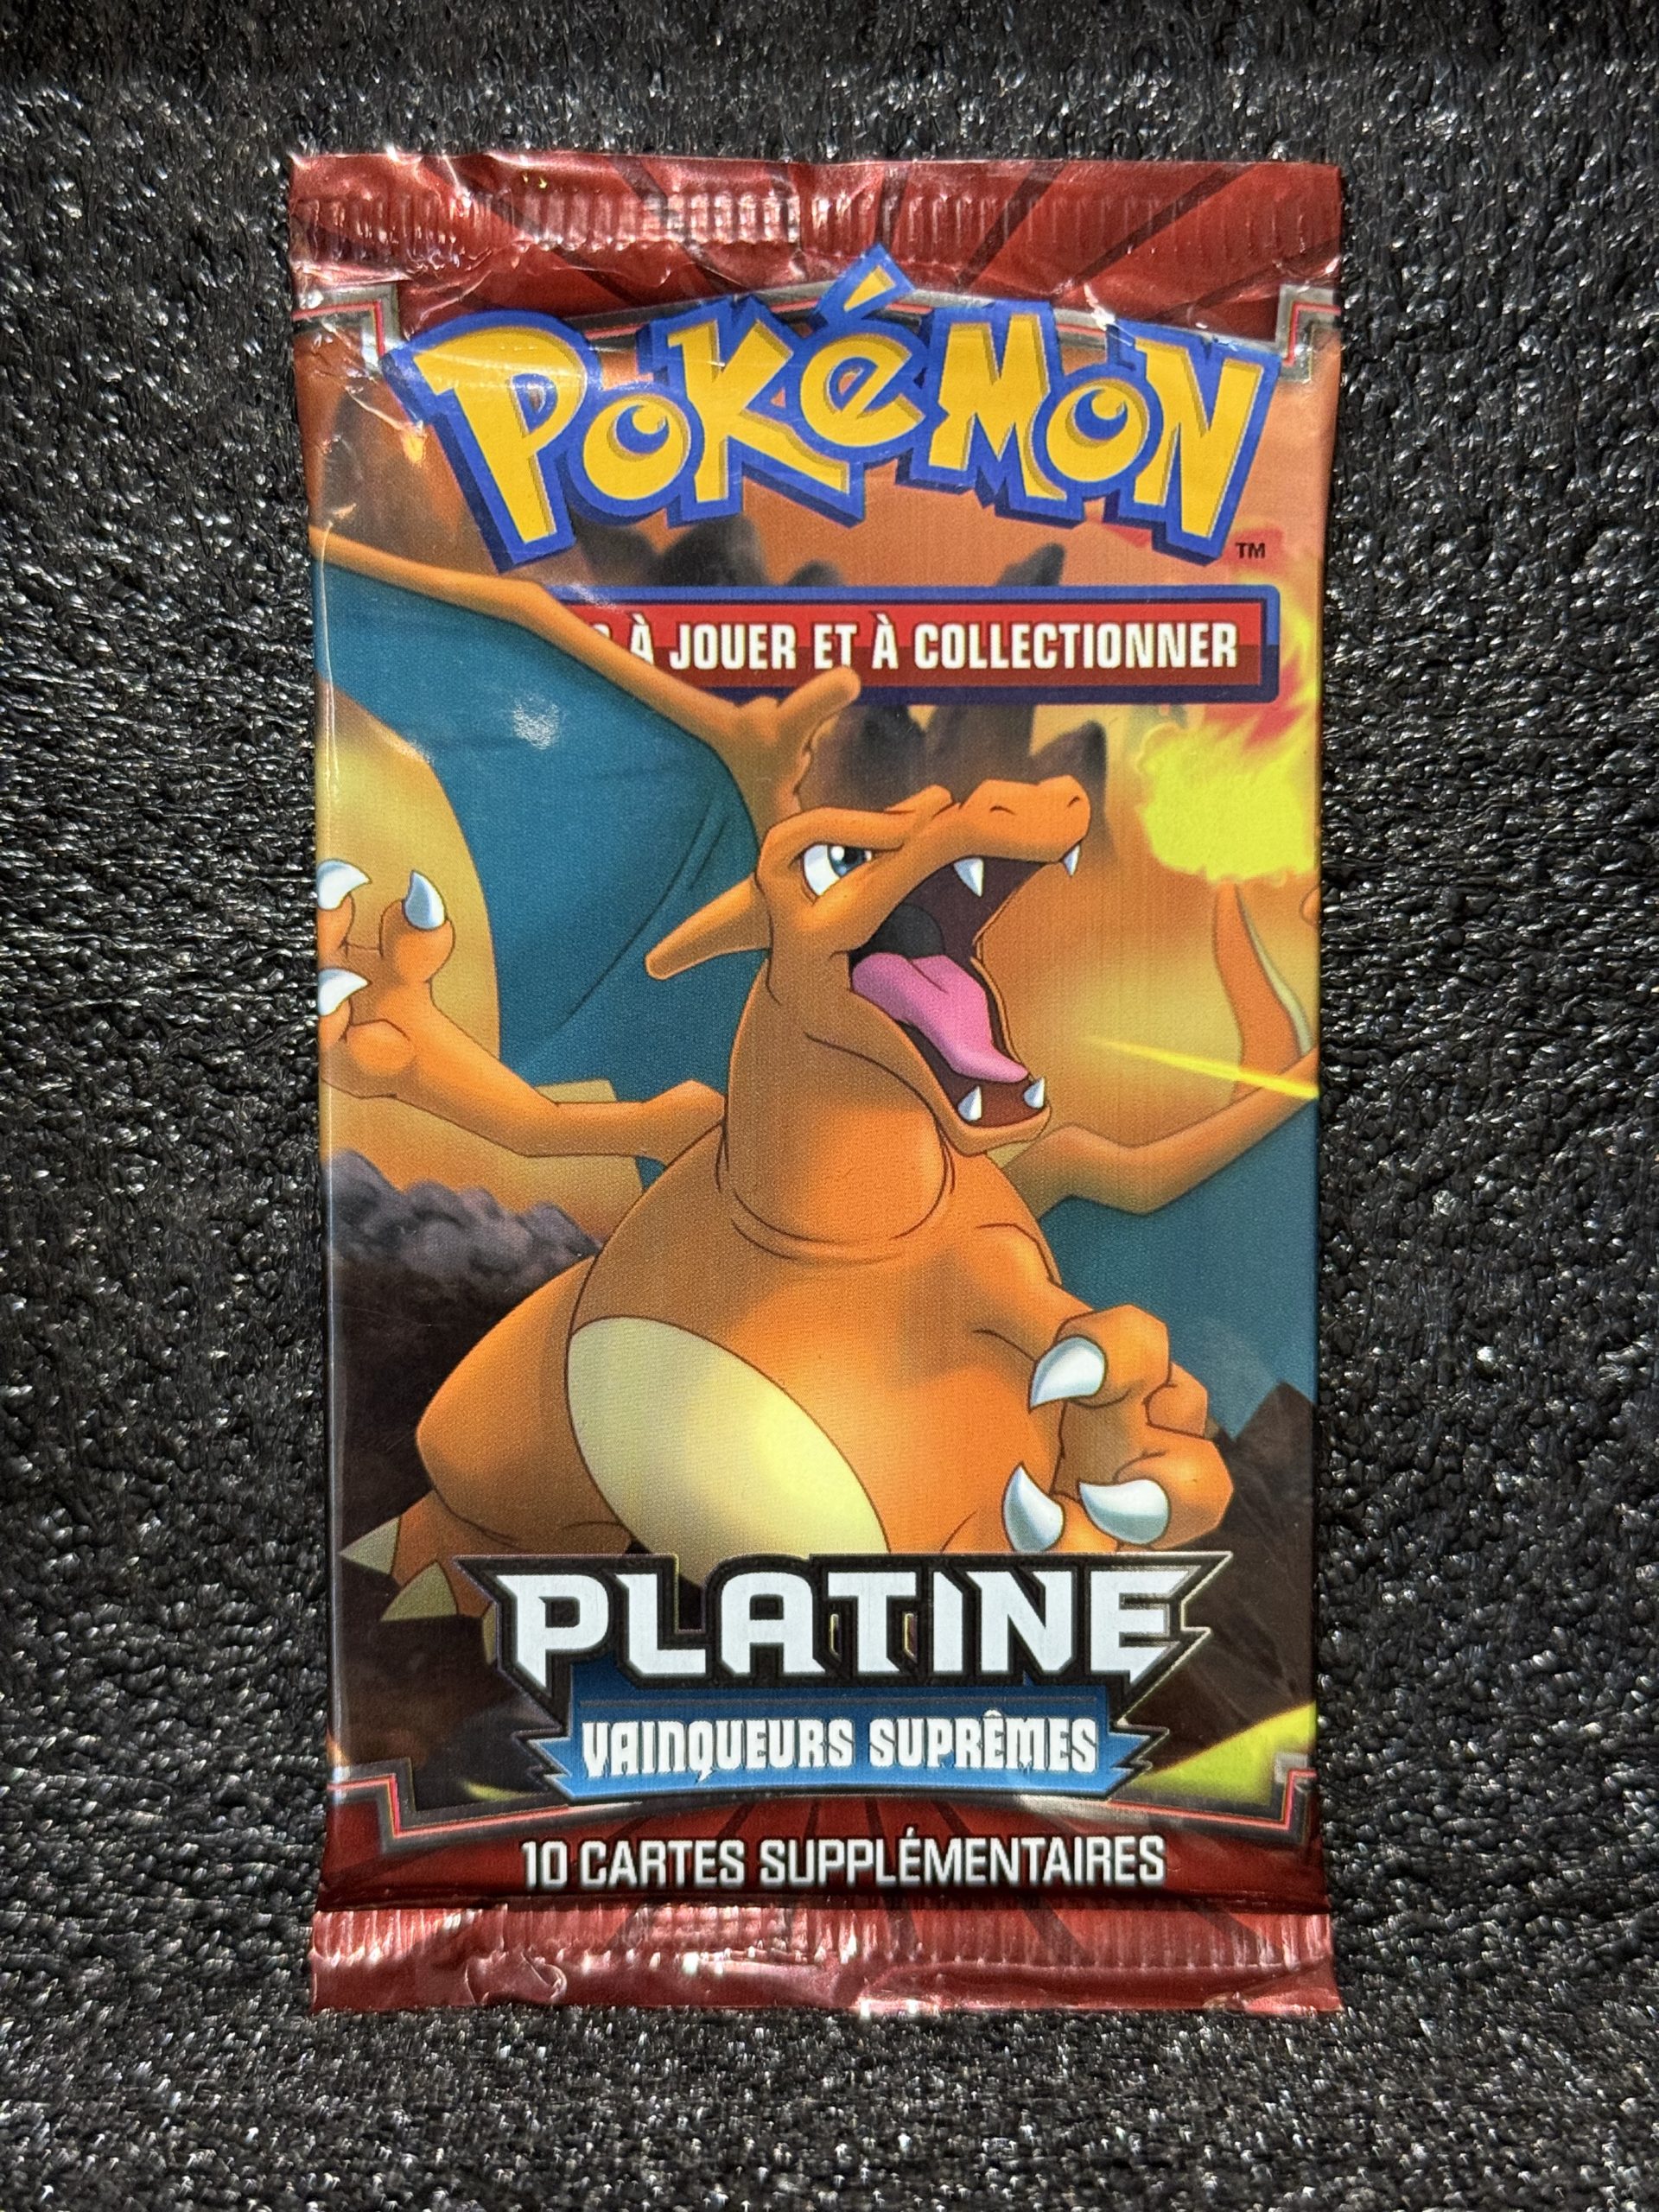 POKéMON
TM
À JOUER ET À COLLECTIONNER
PLATINE
VAINQUEURS SUPRÊMES
10 CARTES SUPPLÉMENTAIRES